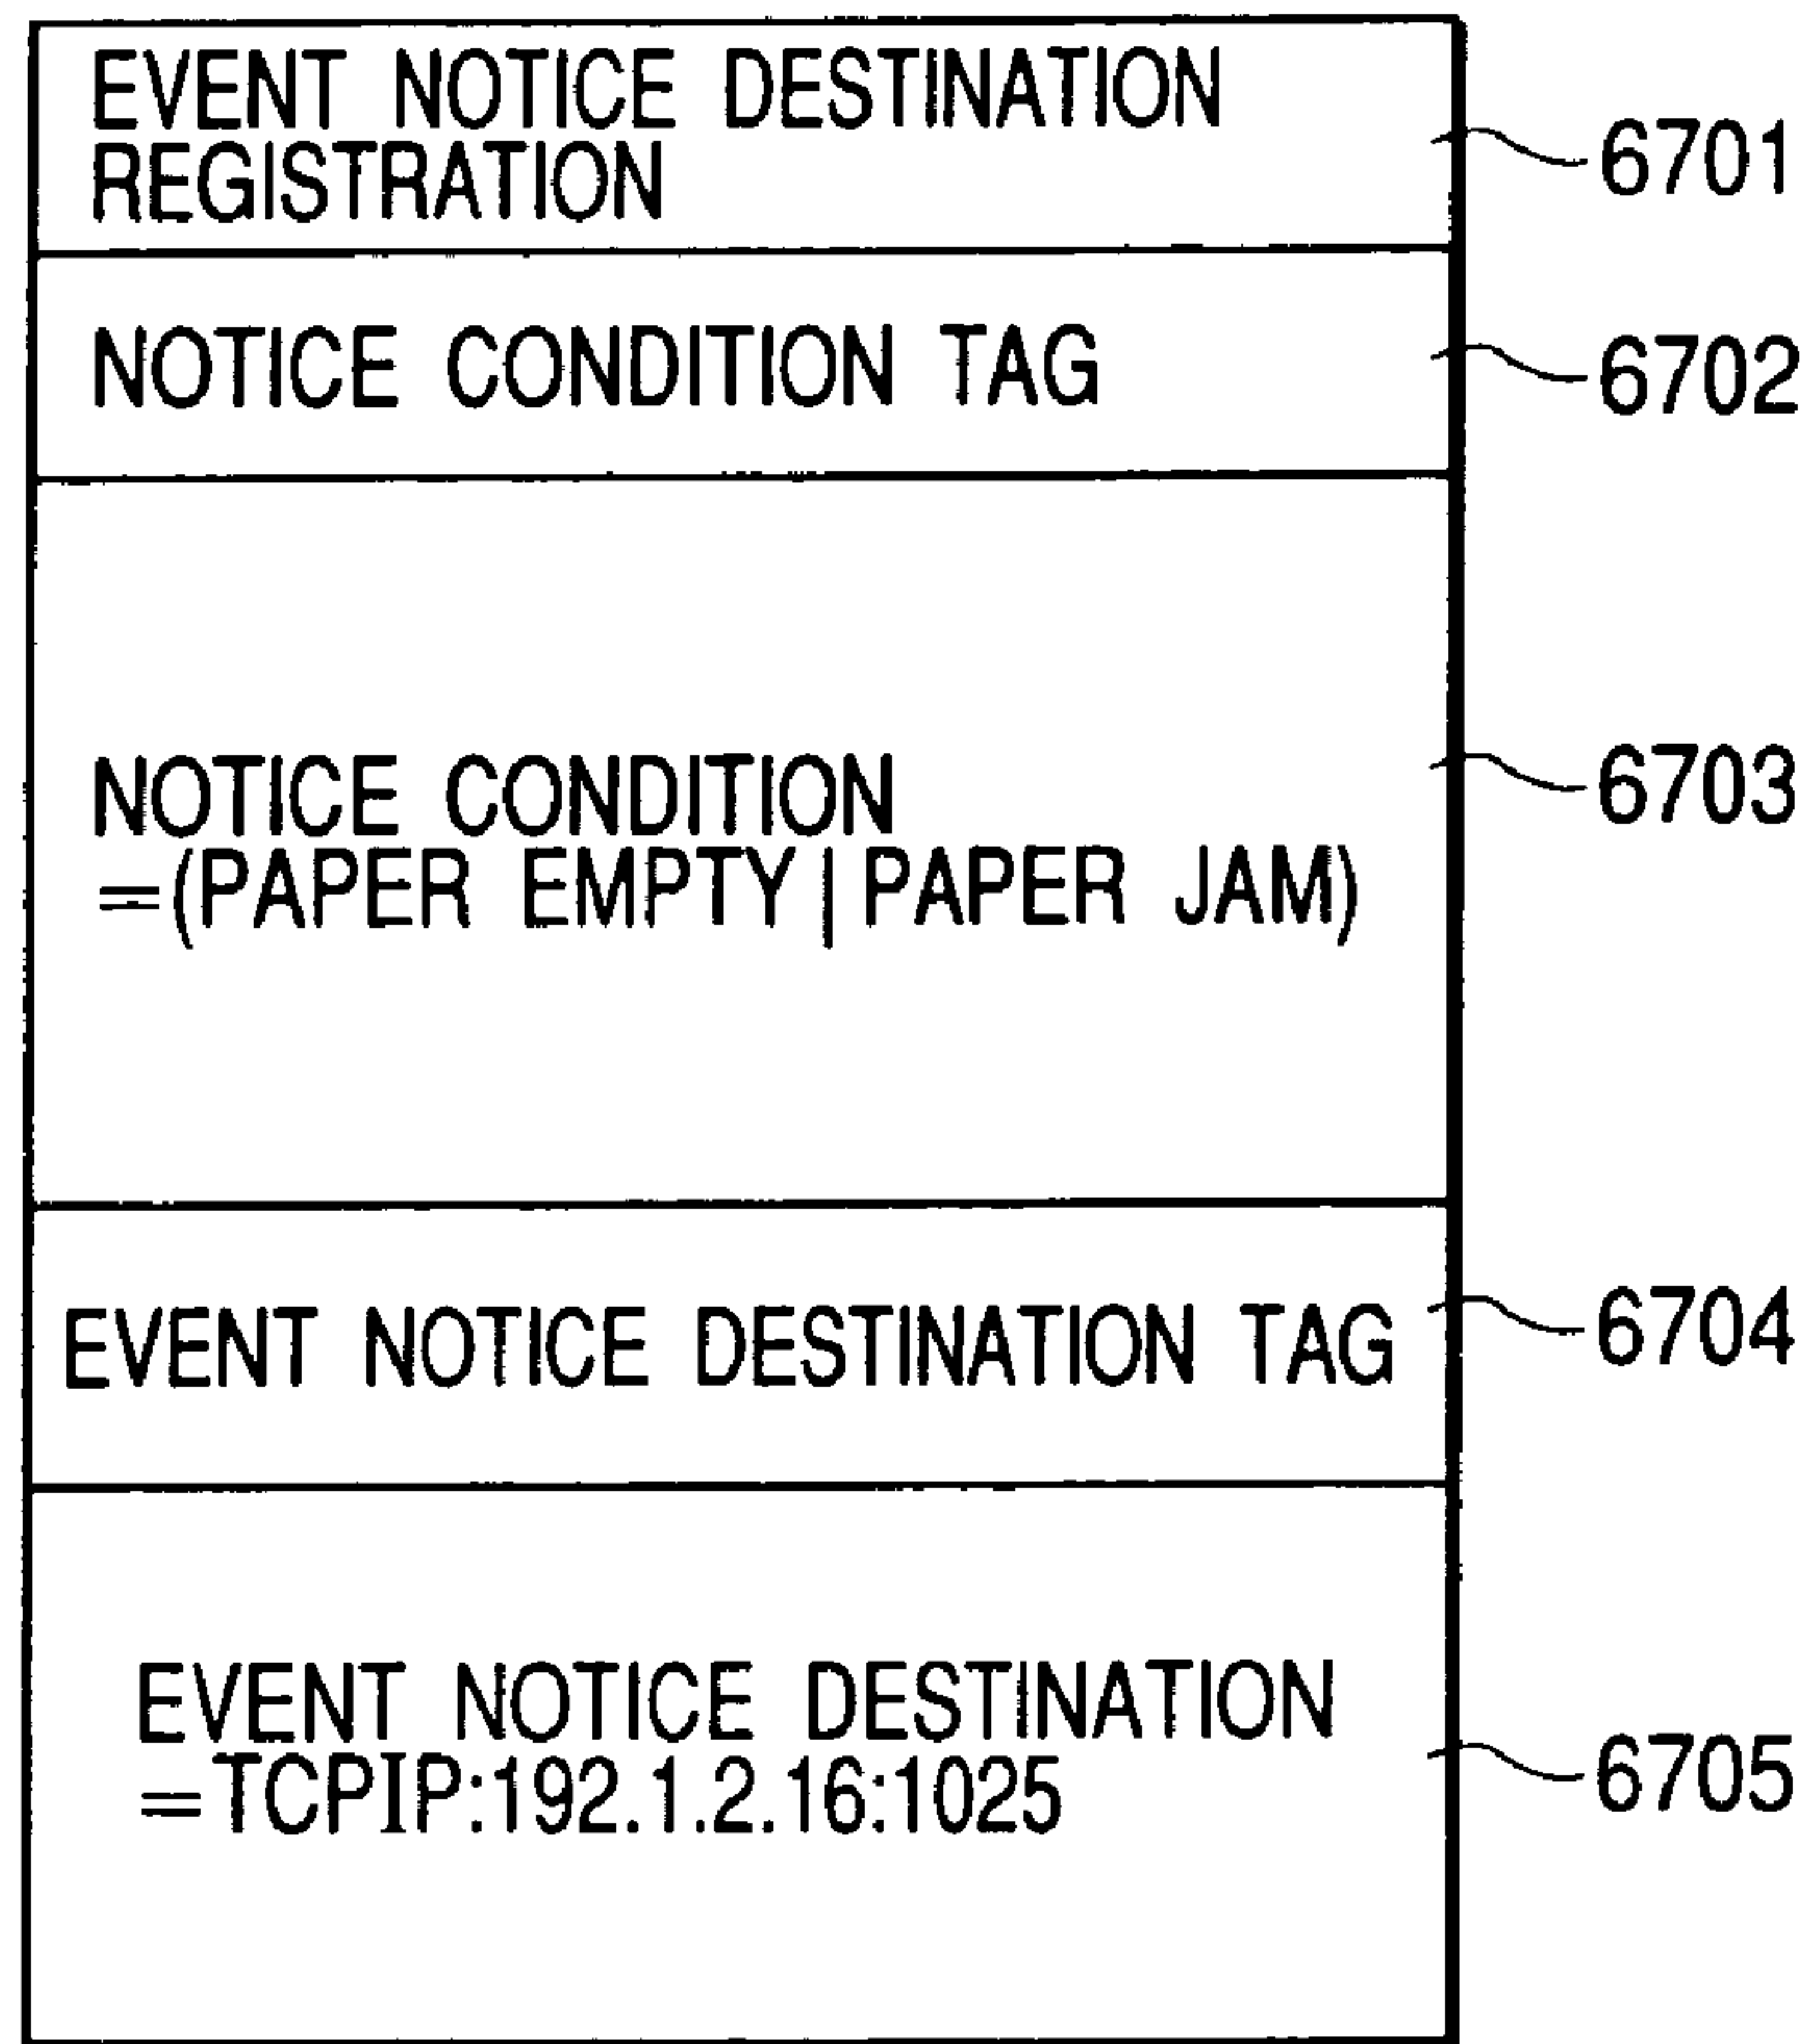 EVENT NOTICE DESTINATION
REGISTRATION
6701
NOTICE CONDITION TAG
6702
NOTICE CONDITION
=(PAPER EMPTY|PAPER JAM)
6703
EVENT NOTICE DESTINATION TAG
6704
EVENT NOTICE DESTINATION
=TCPIP:192.1.2.16:1025
6705